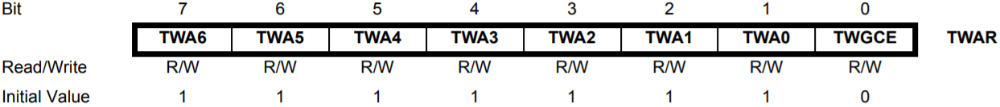 Bit 7 6 5 4 3 2 1 0
TWA6 TWA5 TWA4 TWA3 TWA2 TWA1 TWA0 TWGCE TWAR
Read/Write R/W R/W R/W R/W R/W R/W R/W R/W
Initial Value 1 1 1 1 1 1 1 0